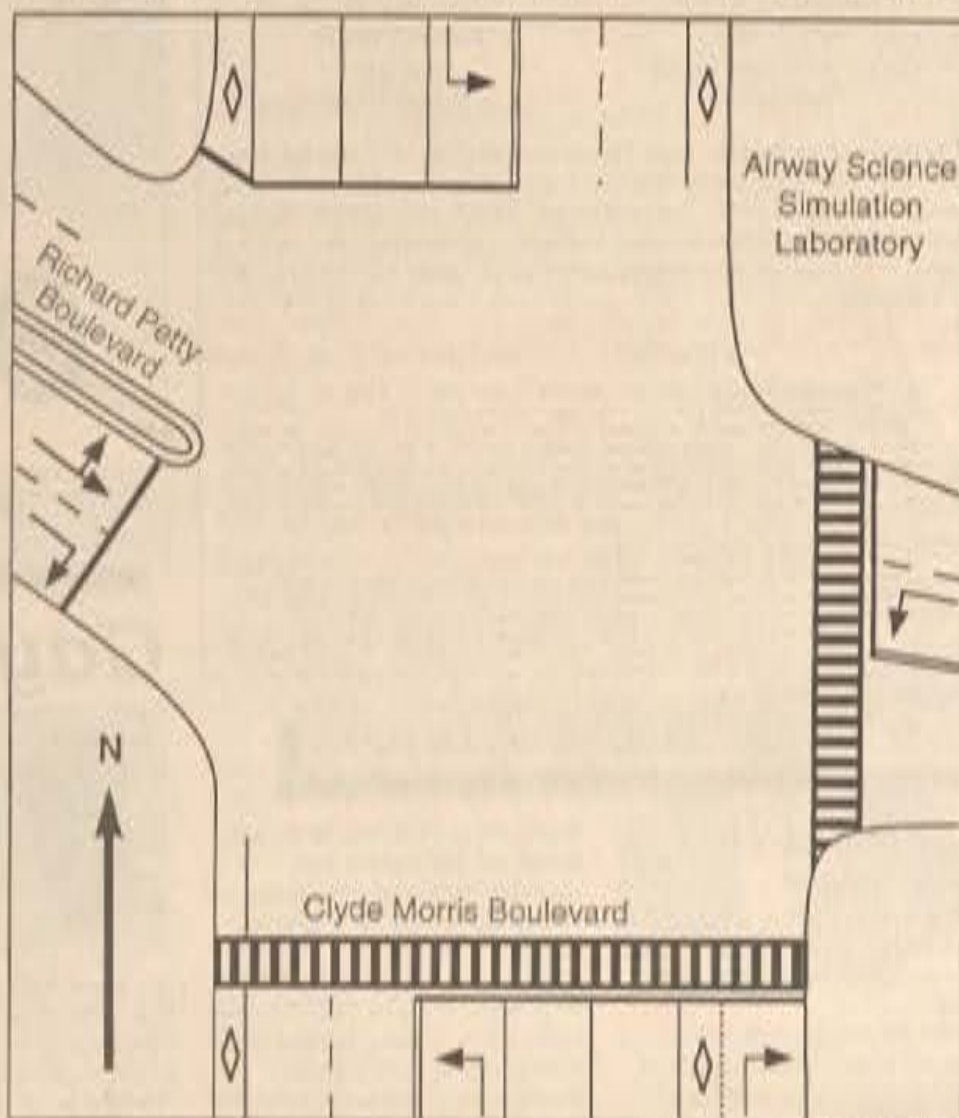 Airway Science
Simulation
Laboratory
Richard Petty
Boulevard
N
Clyde Morris Boulevard